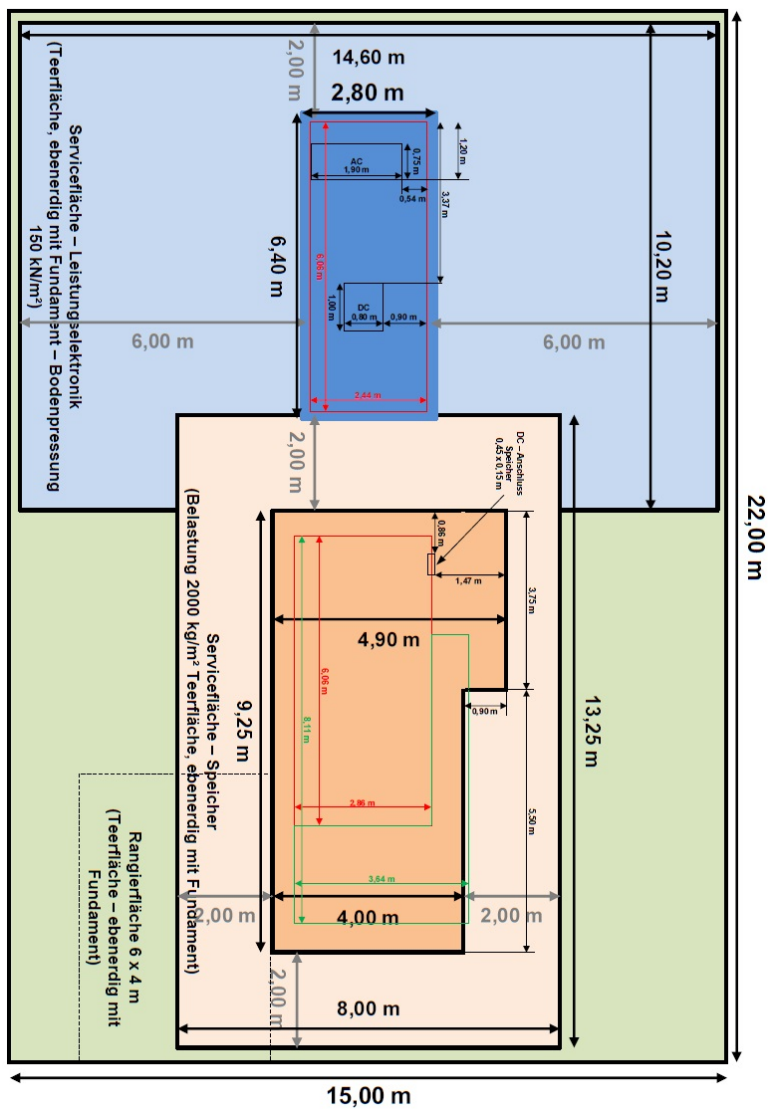 14,60 m
2,00 m
2,80 m
Servicefläche – Leistungselektronik
(Teerfläche, ebenerdig mit Fundament – Bodenpressung
150 kN/m²)
AC
1,90 m
0,75 m
1,20 m
0,54 m
3,37 m
6,40 m
6,06 m
10,20 m
1,00 m
DC
0,80 m
0,90 m
6,00 m
6,00 m
2,44 m
2,00 m
DC – Anschluss
Speicher
0,45 x 0,15 m
22,00 m
0,86 m
1,47 m
3,75 m
4,90 m
6,06 m
8,11 m
9,25 m
0,90 m
13,25 m
Servicefläche – Speicher
(Belastung 2000 kg/m² Teerfläche, ebenerdig mit Fundament)
2,86 m
5,50 m
Rangierfläche 6 x 4 m
(Teerfläche – ebenerdig mit
Fundament)
3,64 m
2,00 m
4,00 m
2,00 m
2,00 m
8,00 m
15,00 m